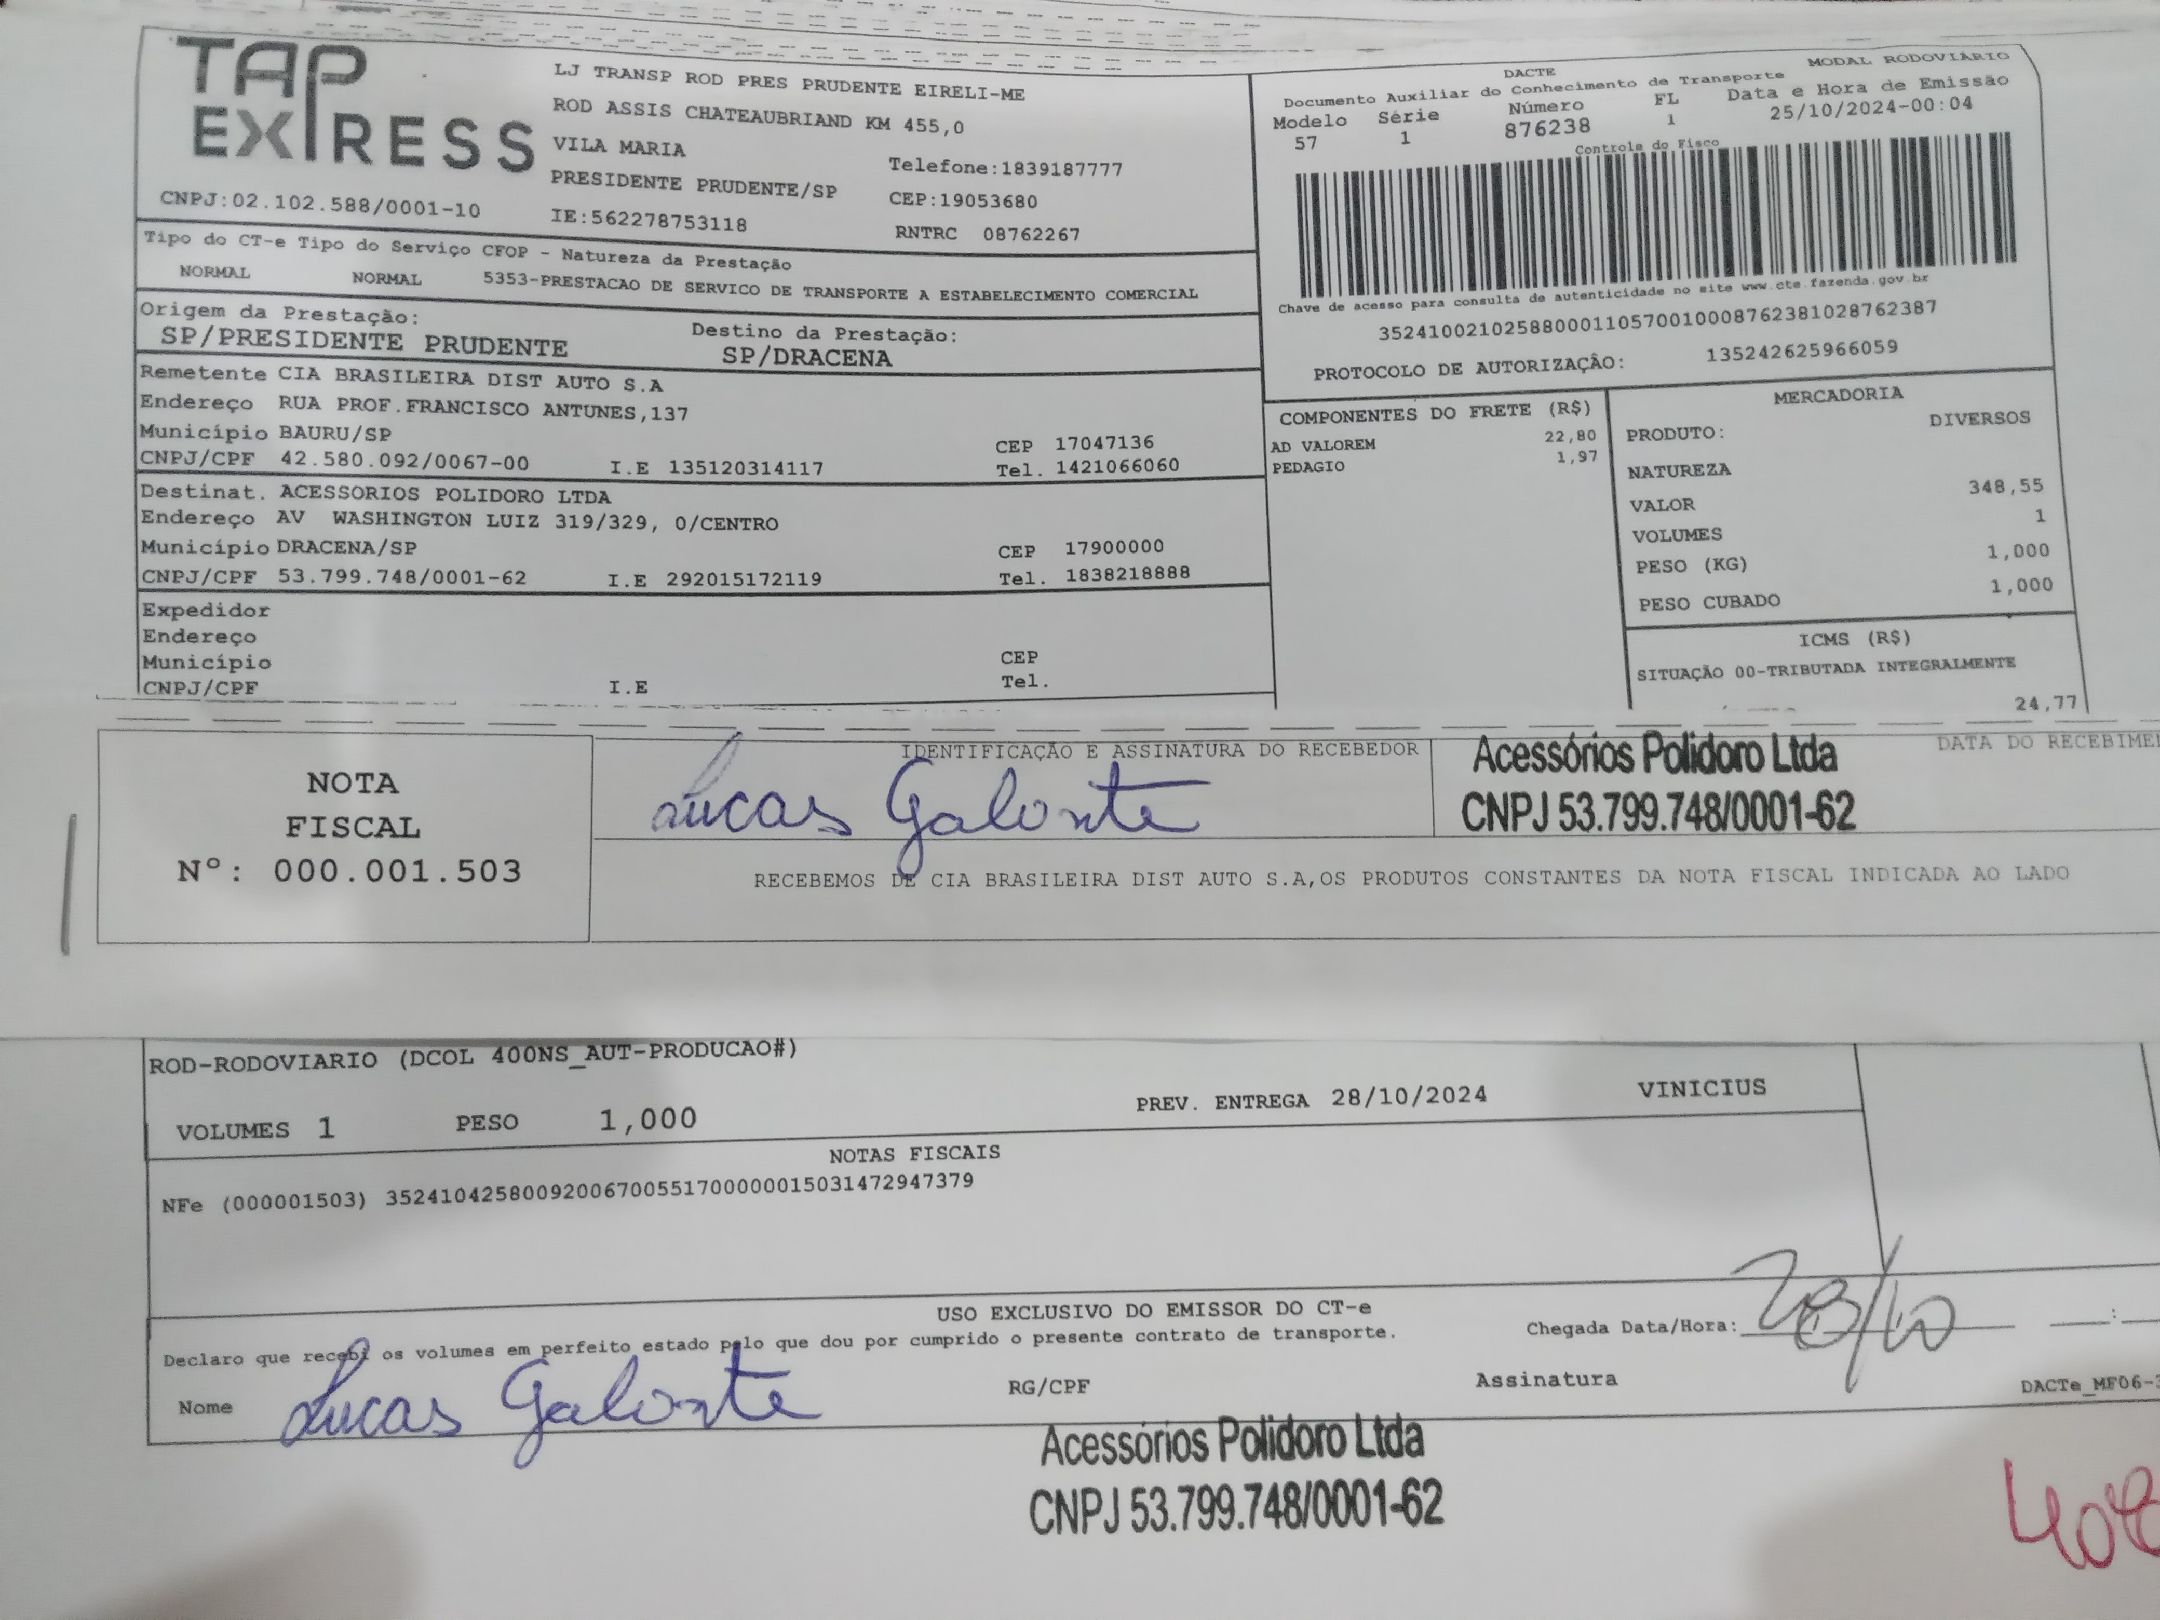 TAP
EXPRESS
LJ TRANSP ROD PRES PRUDENTE EIRELI-ME
ROD ASSIS CHATEAUBRIAND KM 455,0
VILA MARIA
Telefone:1839187777
PRESIDENTE PRUDENTE/SP
CEP:19053680
CNPJ:02.102.588/0001-10
IE:562278753118
RNTRC 08762267
MODAL RODOVIARIO
DACTE
Documento Auxiliar do Conhecimento de Transporte
Modelo Série Número FL Data e Hora de Emissão
57 1 876238 1 25/10/2024-00:04
Controle do Fisco
Chave de acesso para consulta de autenticidade no site www.cte.fazenda.gov.br
35241002102588000110570010008762381028762387
PROTOCOLO DE AUTORIZAÇÂO: 135242625966059
Tipo do CT-e Tipo do Serviço CFOP - Natureza da Prestação
NORMAL NORMAL 5353-PRESTACAO DE SERVICO DE TRANSPORTE A ESTABELECIMENTO COMERCIAL
Origem da Prestação: Destino da Prestação:
SP/PRESIDENTE PRUDENTE SP/DRACENA
Remetente CIA BRASILEIRA DIST AUTO S.A
Endereço RUA PROF.FRANCISCO ANTUNES,137
Município BAURU/SP CEP 17047136
CNPJ/CPF 42.580.092/0067-00 I.E 135120314117 Tel. 1421066060
Destinat. ACESSORIOS POLIDORO LTDA
Endereço AV WASHINGTON LUIZ 319/329, 0/CENTRO
Município DRACENA/SP CEP 17900000
CNPJ/CPF 53.799.748/0001-62 I.E 292015172119 Tel. 1838218888
Expedidor
Endereço
Município CEP
CNPJ/CPF I.E Tel.
COMPONENTES DO FRETE (R$)
AD VALOREM 22,80
PEDAGIO 1,97
MERCADORIA
PRODUTO: DIVERSOS
NATUREZA
VALOR 348,55
VOLUMES 1
PESO (KG) 1,000
PESO CUBADO 1,000
ICMS (R$)
SITUAÇÃO 00-TRIBUTADA INTEGRALMENTE
24,77
NOTA
FISCAL
Nº: 000.001.503
IDENTIFICAÇÃO E ASSINATURA DO RECEBEDOR
Lucas Galonte
Acessórios Polidoro Ltda
CNPJ 53.799.748/0001-62
DATA DO RECEBIME
RECEBEMOS DE CIA BRASILEIRA DIST AUTO S.A,OS PRODUTOS CONSTANTES DA NOTA FISCAL INDICADA AO LADO
ROD-RODOVIARIO (DCOL 400NS_AUT-PRODUCAO#)
VOLUMES 1 PESO 1,000 PREV. ENTREGA 28/10/2024 VINICIUS
NOTAS FISCAIS
NFe (000001503) 35241042580092006700551700000015031472947379
USO EXCLUSIVO DO EMISSOR DO CT-e
Declaro que recebi os volumes em perfeito estado pelo que dou por cumprido o presente contrato de transporte.
Chegada Data/Hora: 28/10 :
Nome Lucas Galonte RG/CPF Assinatura
DACTe_MF06-
Acessórios Polidoro Ltda
CNPJ 53.799.748/0001-62